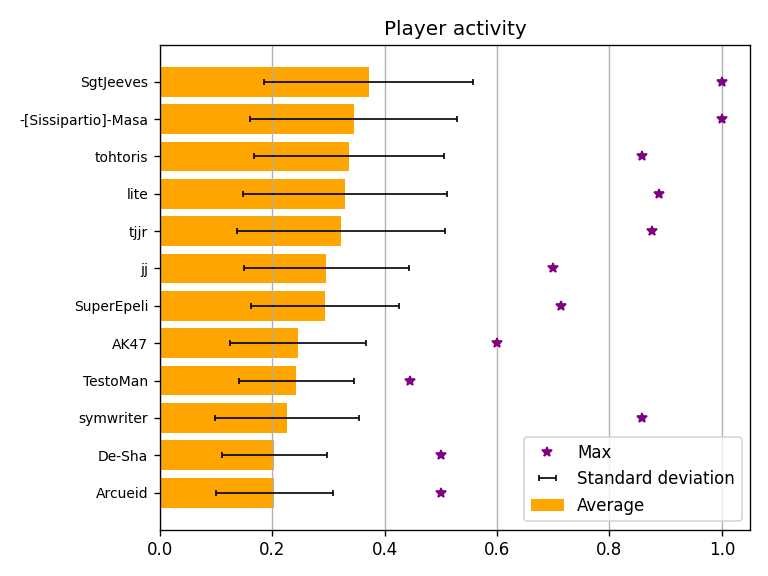 Player activity
SgtJeeves
-[Sissipartio]-Masa
tohtoris
lite
tjjr
jj
SuperEpeli
AK47
TestoMan
symwriter
De-Sha
Arcueid
Max
Standard deviation
Average
0.0 0.2 0.4 0.6 0.8 1.0